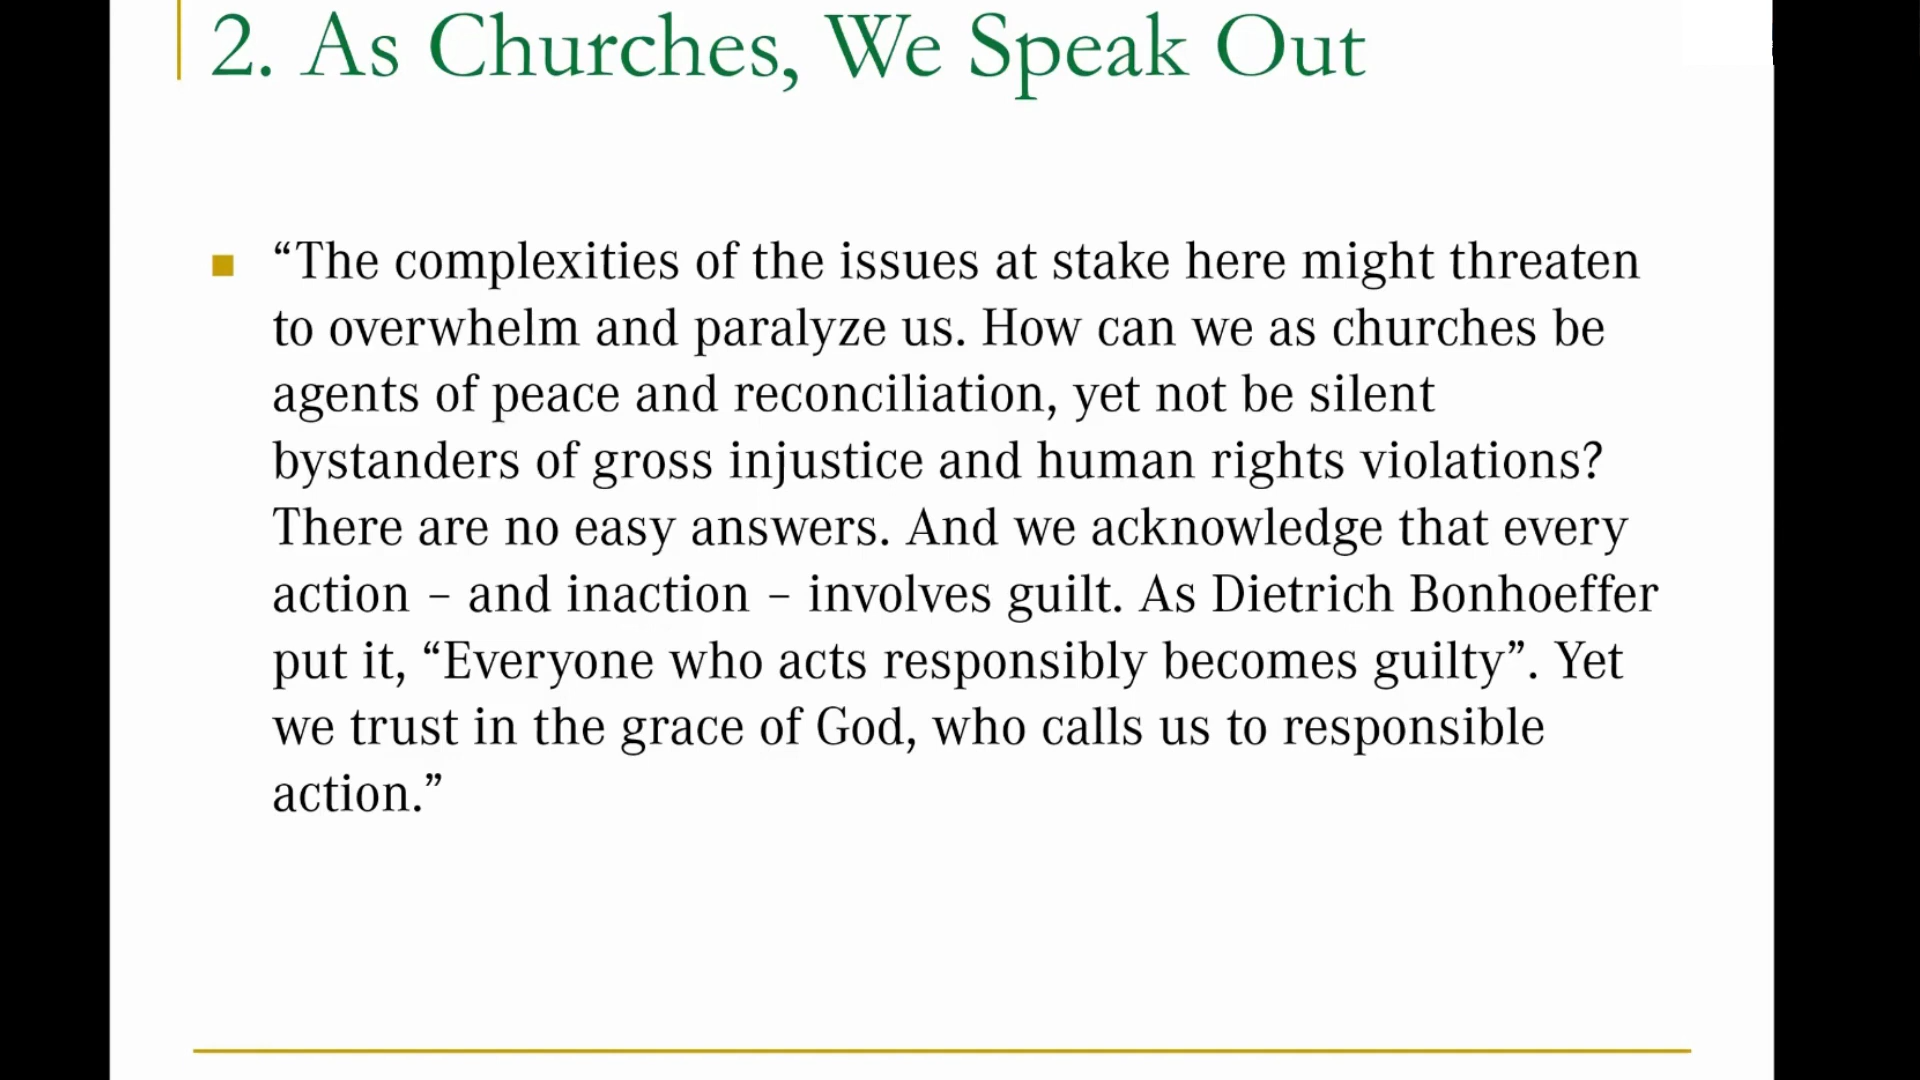 2. As Churches, We Speak Out
“The complexities of the issues at stake here might threaten
to overwhelm and paralyze us. How can we as churches be
agents of peace and reconciliation, yet not be silent
bystanders of gross injustice and human rights violations?
There are no easy answers. And we acknowledge that every
action – and inaction – involves guilt. As Dietrich Bonhoeffer
put it, “Everyone who acts responsibly becomes guilty”. Yet
we trust in the grace of God, who calls us to responsible
action.”